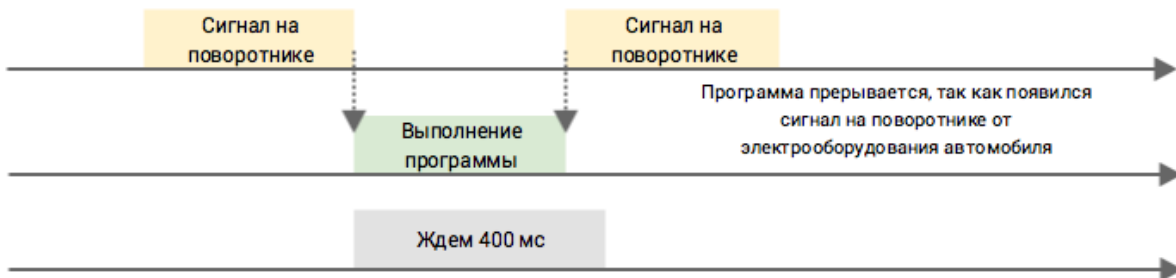 Сигнал на
поворотнике
Сигнал на
поворотнике
Программа прерывается, так как появился
сигнал на поворотнике от
электрооборудования автомобиля
Выполнение
программы
Ждем 400 мс